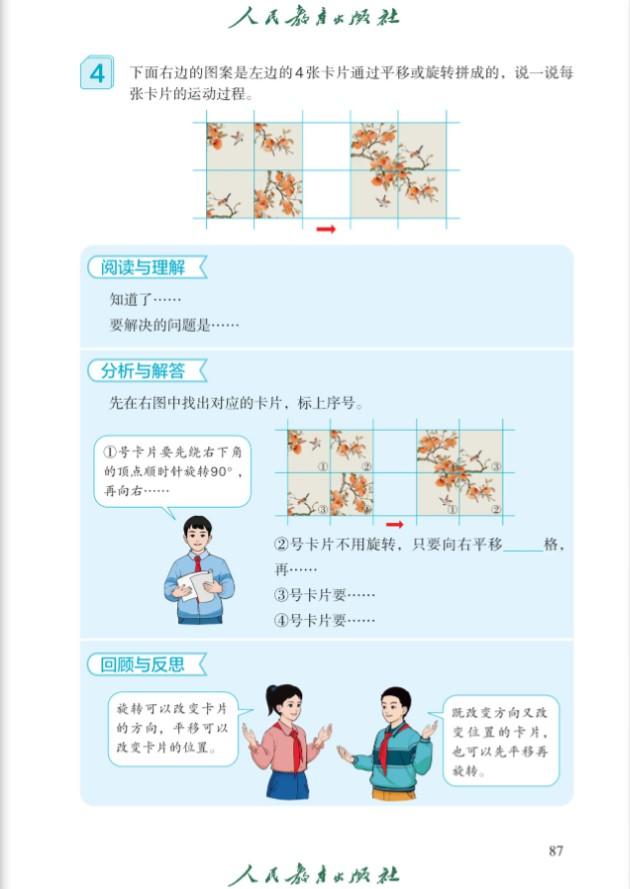 人民教育出版社
4
下面右边的图案是左边的4张卡片通过平移或旋转拼成的，说一说每
张卡片的运动过程。
阅读与理解
知道了……
要解决的问题是……
分析与解答
先在右图中找出对应的卡片，标上序号。
①号卡片要先绕右下角
的顶点顺时针旋转90°，
再向右……
① ② ③
③ ④ ① ②
②号卡片不用旋转，只要向右平移____格，
再……
③号卡片要……
④号卡片要……
回顾与反思
旋转可以改变卡片
的方向，平移可以
改变卡片的位置。
既改变方向又改
变位置的卡片，
也可以先平移再
旋转。
87
人民教育出版社